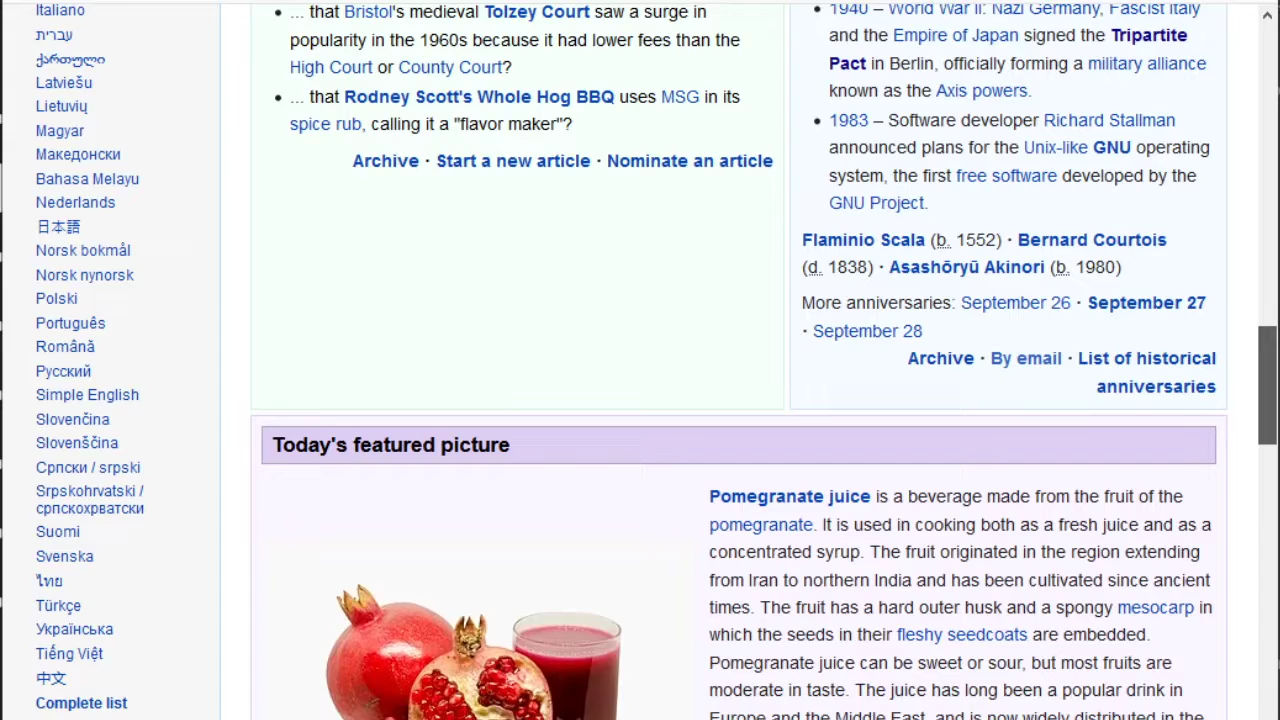 Italiano
עברית
ქართული
Latviešu
Lietuvių
Magyar
Македонски
Bahasa Melayu
Nederlands
日本語
Norsk bokmål
Norsk nynorsk
Polski
Português
Română
Русский
Simple English
Slovenčina
Slovenščina
Српски / srpski
Srpskohrvatski /
српскохрватски
Suomi
Svenska
ไทย
Türkçe
Українська
Tiếng Việt
中文
Complete list
... that Bristol's medieval Tolzey Court saw a surge in
popularity in the 1960s because it had lower fees than the
High Court or County Court?
... that Rodney Scott's Whole Hog BBQ uses MSG in its
spice rub, calling it a "flavor maker"?
Archive · Start a new article · Nominate an article
1940 – World War II: Nazi Germany, Fascist Italy
and the Empire of Japan signed the Tripartite
Pact in Berlin, officially forming a military alliance
known as the Axis powers.
1983 – Software developer Richard Stallman
announced plans for the Unix-like GNU operating
system, the first free software developed by the
GNU Project.
Flaminio Scala (b. 1552) · Bernard Courtois
(d. 1838) · Asashōryū Akinori (b. 1980)
More anniversaries: September 26 · September 27
· September 28
Archive · By email · List of historical
anniversaries
Today's featured picture
Pomegranate juice is a beverage made from the fruit of the
pomegranate. It is used in cooking both as a fresh juice and as a
concentrated syrup. The fruit originated in the region extending
from Iran to northern India and has been cultivated since ancient
times. The fruit has a hard outer husk and a spongy mesocarp in
which the seeds in their fleshy seedcoats are embedded.
Pomegranate juice can be sweet or sour, but most fruits are
moderate in taste. The juice has long been a popular drink in
Europe and the Middle East, and is now widely distributed in the